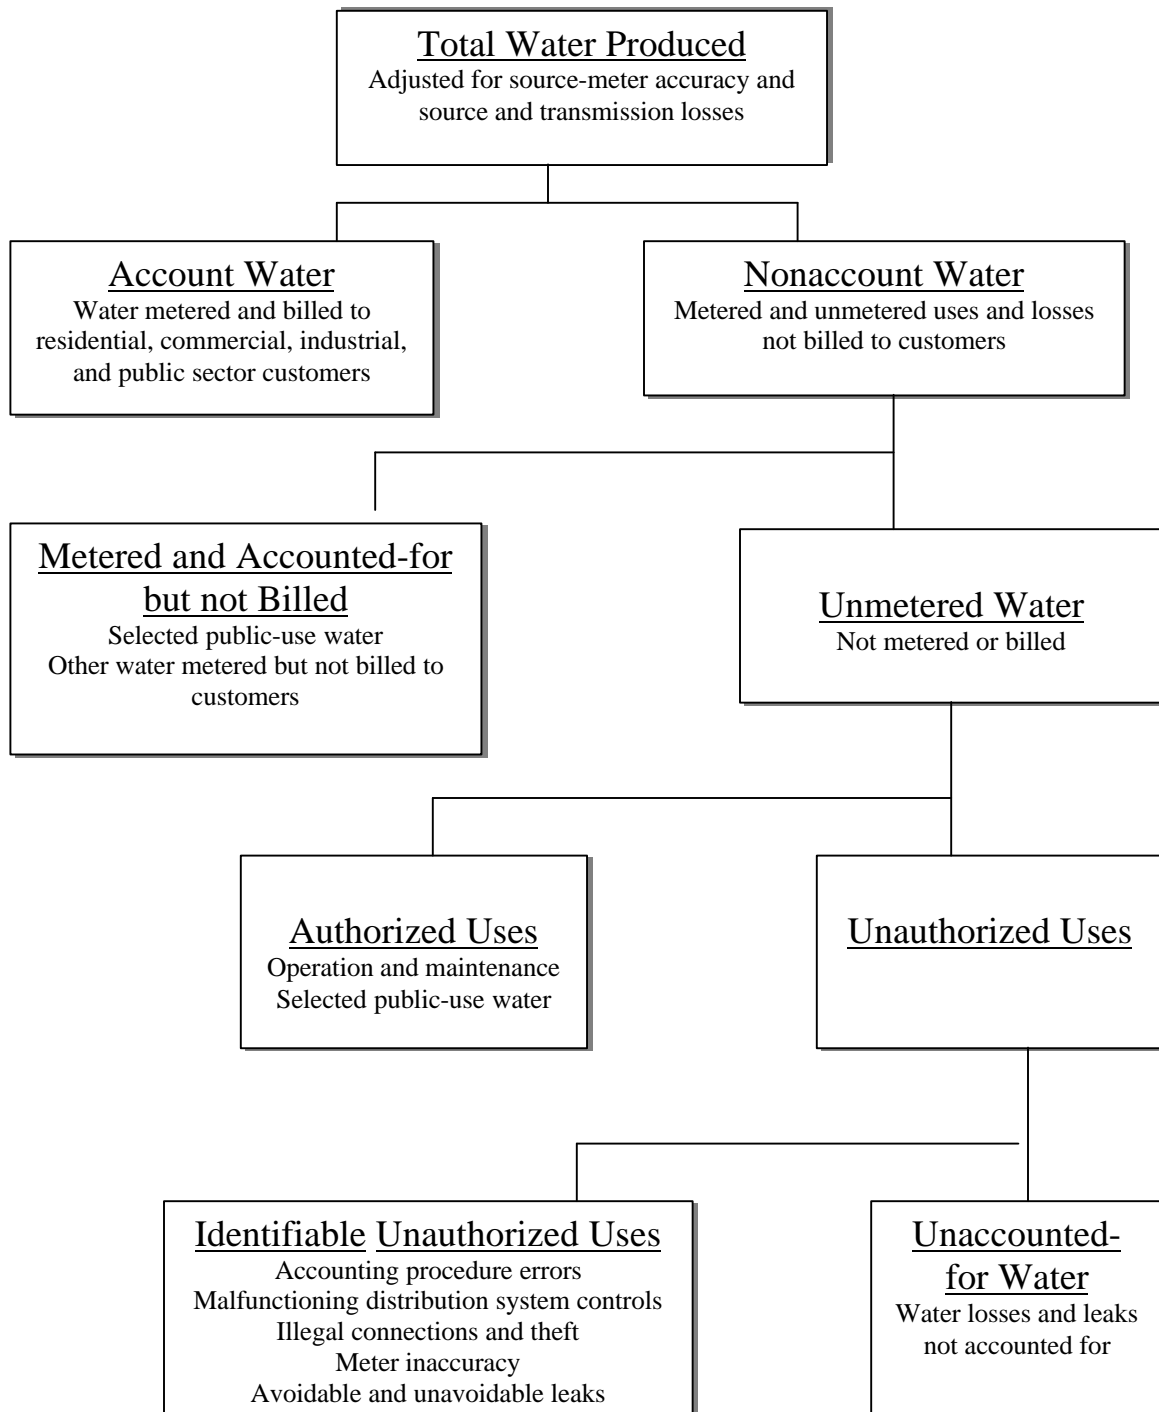 Total Water Produced
Adjusted for source-meter accuracy and
source and transmission losses
Account Water
Water metered and billed to
residential, commercial, industrial,
and public sector customers
Nonaccount Water
Metered and unmetered uses and losses
not billed to customers
Metered and Accounted-for
but not Billed
Selected public-use water
Other water metered but not billed to
customers
Unmetered Water
Not metered or billed
Authorized Uses
Operation and maintenance
Selected public-use water
Unauthorized Uses
Identifiable Unauthorized Uses
Accounting procedure errors
Malfunctioning distribution system controls
Illegal connections and theft
Meter inaccuracy
Avoidable and unavoidable leaks
Unaccounted-
for Water
Water losses and leaks
not accounted for